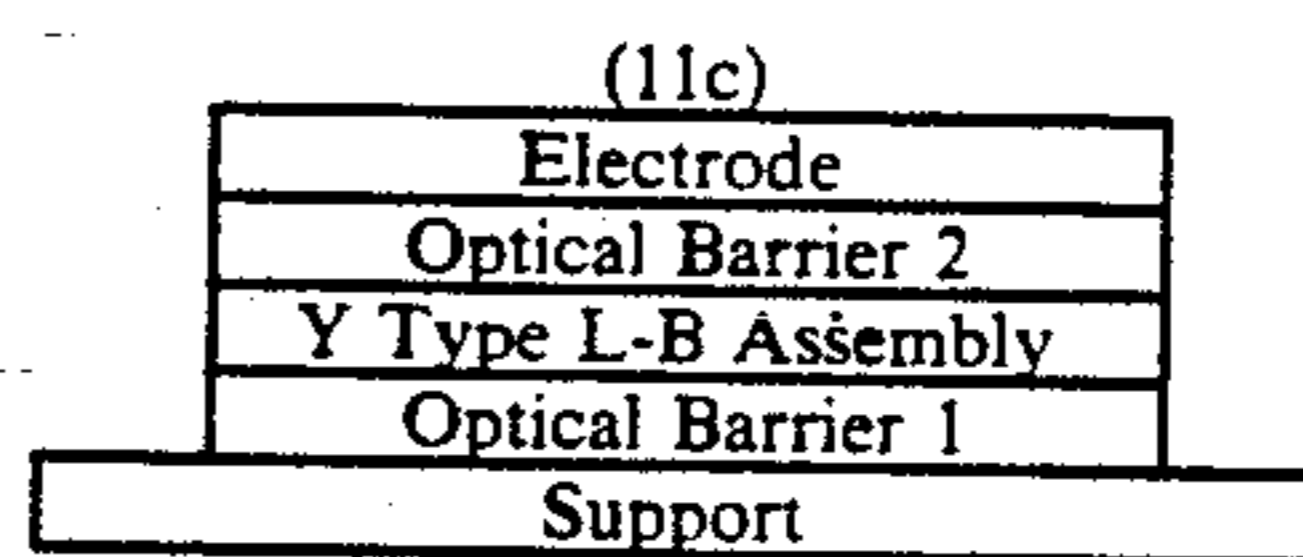 (11c)
Electrode
Optical Barrier 2
Y Type L-B Assembly
Optical Barrier 1
Support